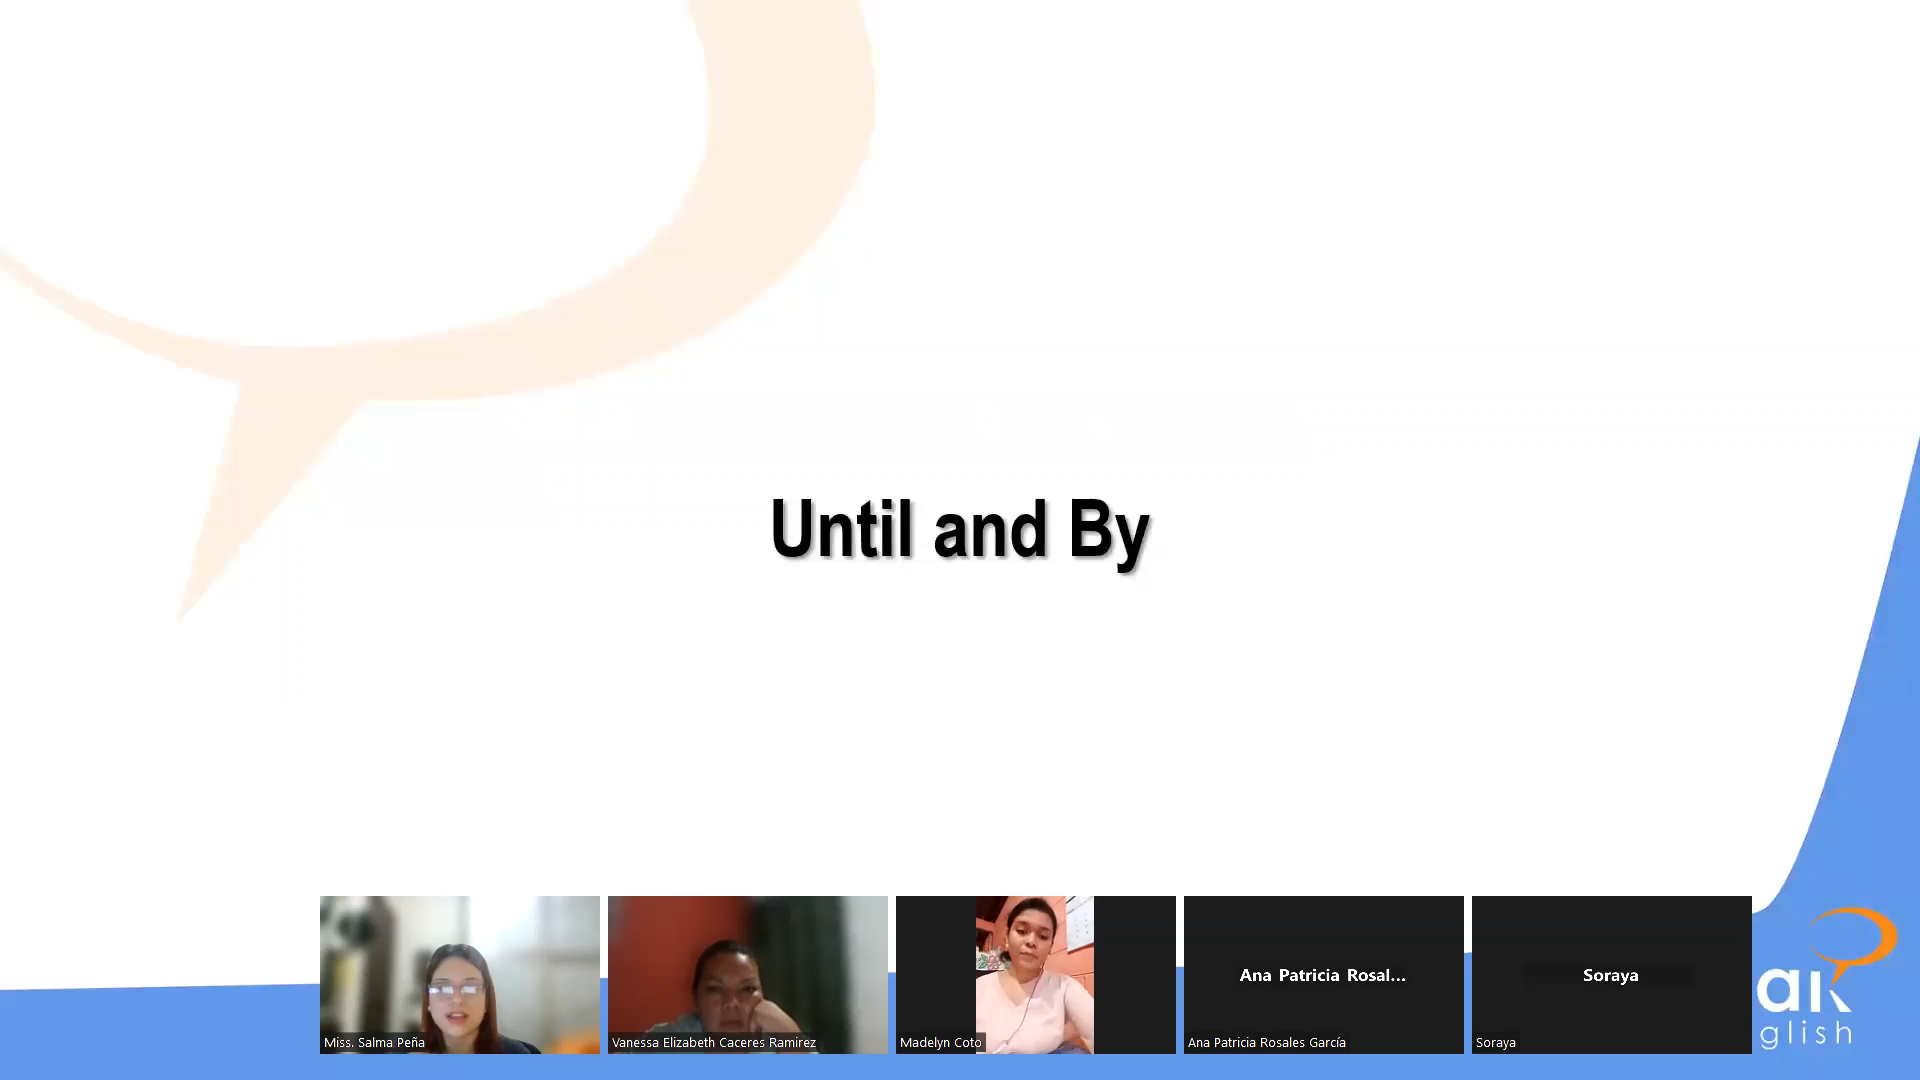 Until and By
Ana Patricia Rosal...
Soraya
Miss. Salma Peña
Vanessa Elizabeth Caceres Ramirez
Madelyn Coto
Ana Patricia Rosales García
Soraya
glish